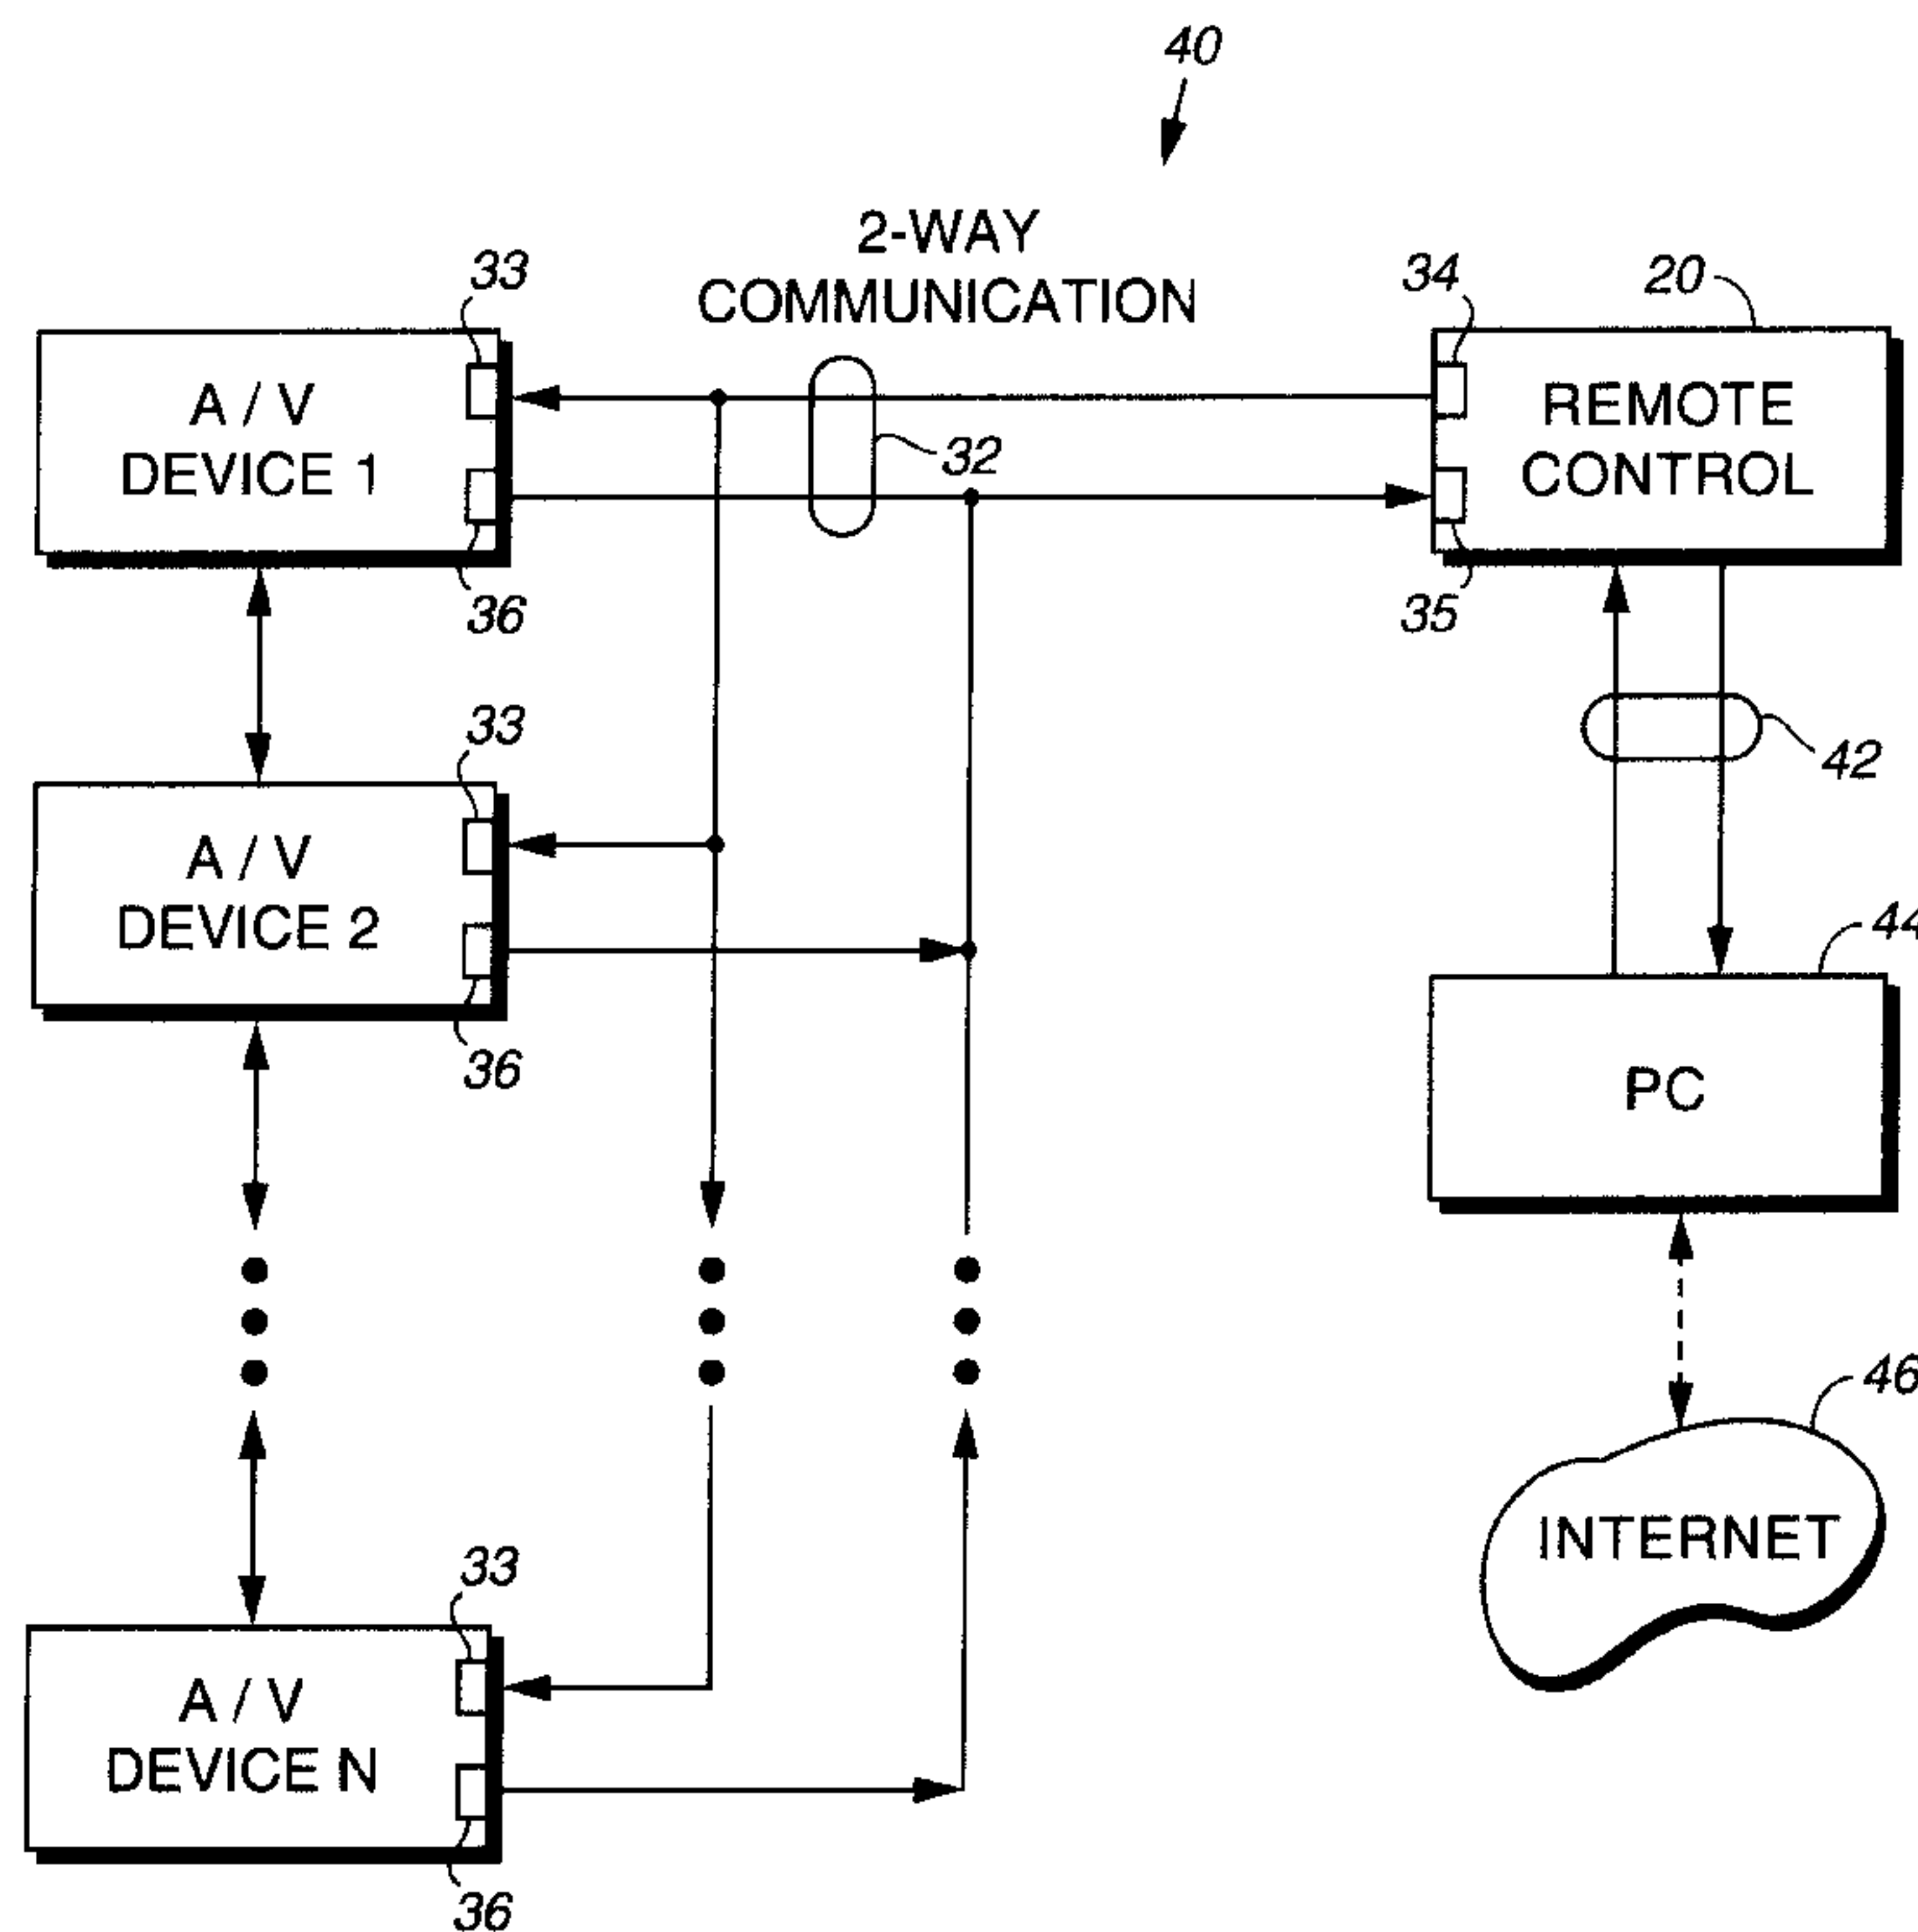 40
2-WAY
COMMUNICATION
33
34
20
A / V
DEVICE 1
32
REMOTE
CONTROL
36
35
33
42
A / V
DEVICE 2
44
36
PC
46
INTERNET
33
A / V
DEVICE N
36